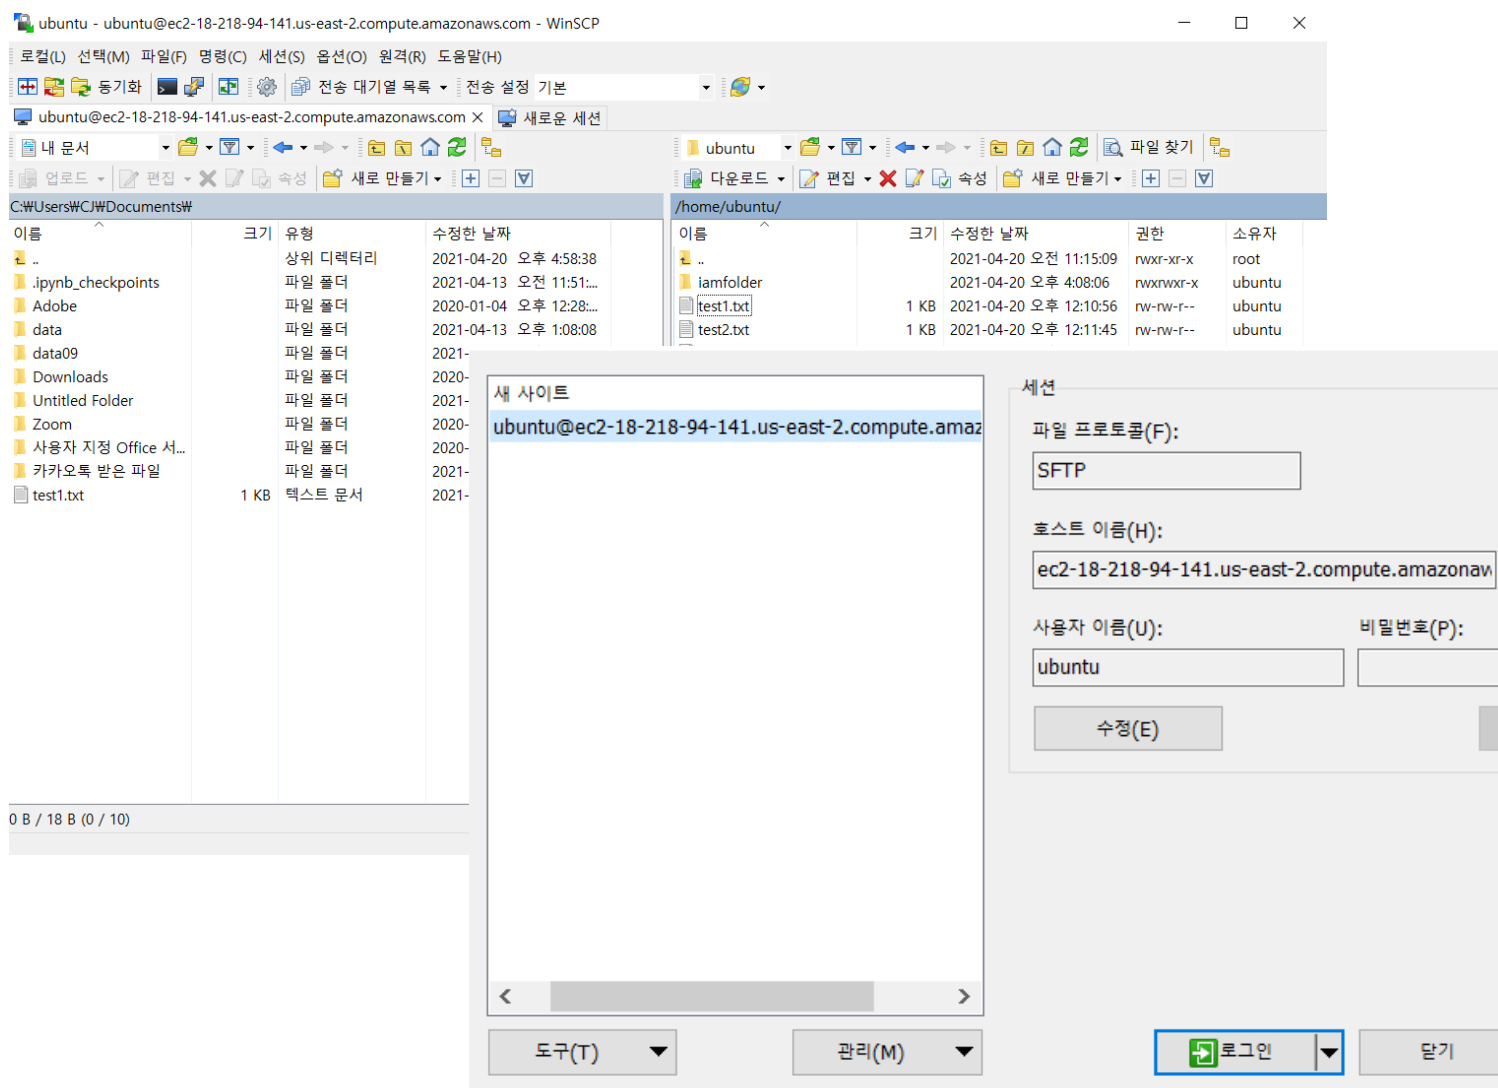 ubuntu - ubuntu@ec2-18-218-94-141.us-east-2.compute.amazonaws.com - WinSCP
로컬(L) 선택(M) 파일(F) 명령(C) 세션(S) 옵션(O) 원격(R) 도움말(H)
동기화 전송 대기열 목록 전송 설정 기본
ubuntu@ec2-18-218-94-141.us-east-2.compute.amazonaws.com 새로운 세션
내 문서
업로드 편집 속성 새로 만들기
C:₩Users₩CJ₩Documents₩
이름 크기 유형 수정한 날짜
.. 상위 디렉터리 2021-04-20 오후 4:58:38
.ipynb_checkpoints 파일 폴더 2021-04-13 오전 11:51:...
Adobe 파일 폴더 2020-01-04 오후 12:28:...
data 파일 폴더 2021-04-13 오후 1:08:08
data09 파일 폴더 2021-
Downloads 파일 폴더 2020-
Untitled Folder 파일 폴더 2021-
Zoom 파일 폴더 2020-
사용자 지정 Office 서... 파일 폴더 2020-
카카오톡 받은 파일 파일 폴더 2021-
test1.txt 1 KB 텍스트 문서 2021-
0 B / 18 B (0 / 10)
ubuntu 파일 찾기
다운로드 편집 속성 새로 만들기
/home/ubuntu/
이름 크기 수정한 날짜 권한 소유자
.. 2021-04-20 오전 11:15:09 rwxr-xr-x root
iamfolder 2021-04-20 오후 4:08:06 rwxrwxr-x ubuntu
test1.txt 1 KB 2021-04-20 오후 12:10:56 rw-rw-r-- ubuntu
test2.txt 1 KB 2021-04-20 오후 12:11:45 rw-rw-r-- ubuntu
새 사이트
ubuntu@ec2-18-218-94-141.us-east-2.compute.amaz
도구(T) 관리(M)
세션
파일 프로토콜(F):
SFTP
호스트 이름(H):
ec2-18-218-94-141.us-east-2.compute.amazonaw
사용자 이름(U): 비밀번호(P):
ubuntu
수정(E)
로그인 닫기